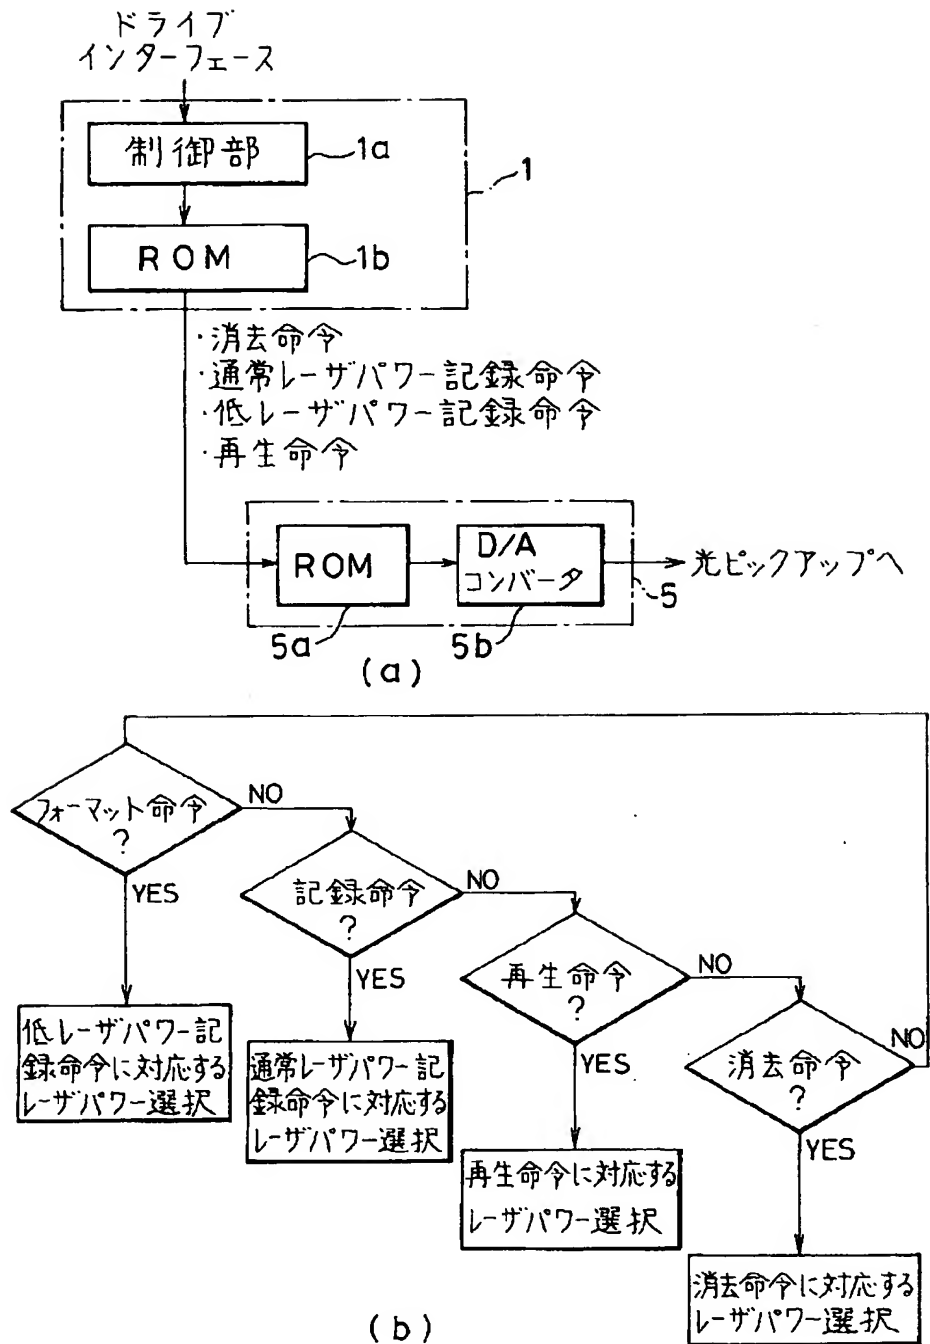 ドライブ
インターフェース
制御部
1a
1
ROM
1b
・消去命令
・通常レーザパワー記録命令
・低レーザパワー記録命令
・再生命令
ROM
D/A
コンバータ
光ピックアップへ
5
5a
5b
(a)
フォーマット命令
?
NO
YES
記録命令
?
NO
YES
再生命令
?
NO
YES
消去命令
?
NO
YES
低レーザパワー記
録命令に対応する
レーザパワー選択
通常レーザパワー記
録命令に対応する
レーザパワー選択
再生命令に対応する
レーザパワー選択
消去命令に対応する
レーザパワー選択
(b)